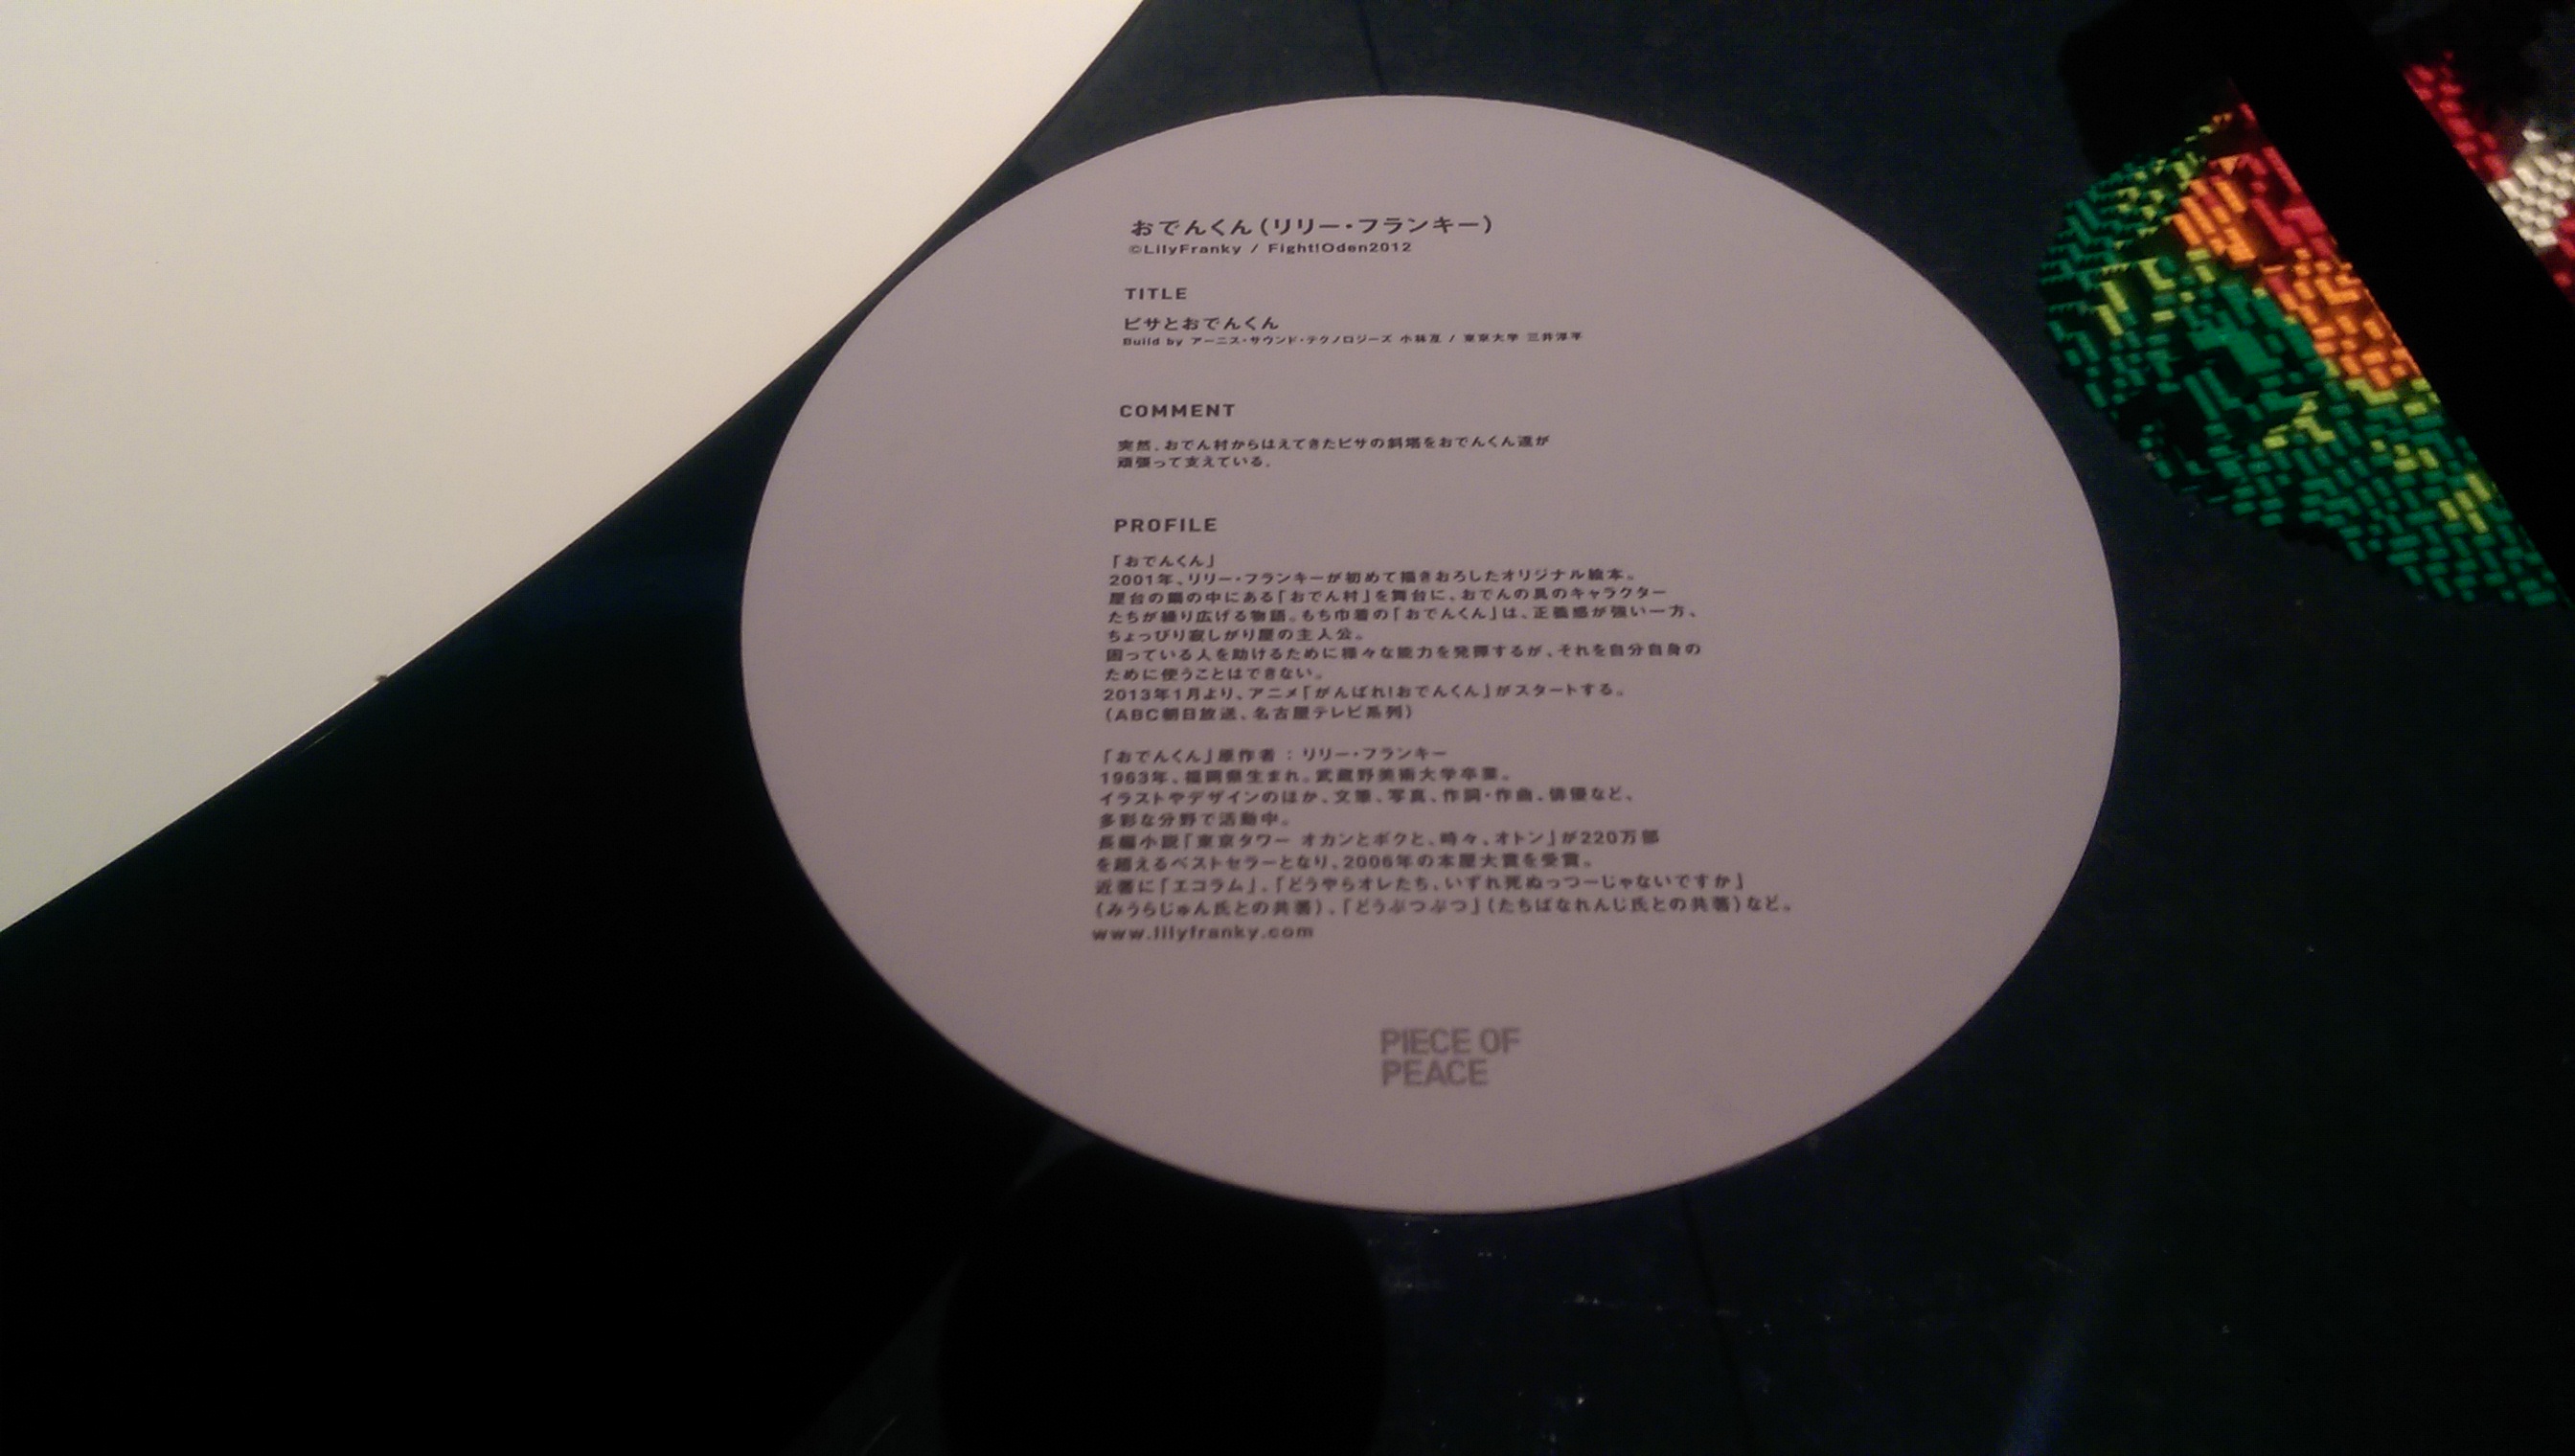 おでんくん(リリー・フランキー)
©LilyFranky / Fight!Oden2012
TITLE
ピサとおでんくん
Build by アーニス・サウンド・テクノロジーズ 小林亙 / 東京大学 三井淳平
COMMENT
突然、おでん村からはえてきたピサの斜塔をおでんくん達が
頑張って支えている。
PROFILE
「おでんくん」
2001年、リリー・フランキーが初めて描きおろしたオリジナル絵本。
屋台の鍋の中にある「おでん村」を舞台に、おでんの具のキャラクター
たちが繰り広げる物語。もち巾着の「おでんくん」は、正義感が強い一方、
ちょっぴり寂しがり屋の主人公。
困っている人を助けるために様々な能力を発揮するが、それを自分自身の
ために使うことはできない。
2013年1月より、アニメ「がんばれ!おでんくん」がスタートする。
(ABC朝日放送、名古屋テレビ系列)
「おでんくん」原作者 : リリー・フランキー
1963年、福岡県生まれ。武蔵野美術大学卒業。
イラストやデザインのほか、文筆、写真、作詞・作曲、俳優など、
多彩な分野で活動中。
長編小説「東京タワー オカンとボクと、時々、オトン」が220万部
を超えるベストセラーとなり、2006年の本屋大賞を受賞。
近著に「エコラム」、「どうやらオレたち、いずれ死ぬっつーじゃないですか」
(みうらじゅん氏との共著)、「どうぶつぶつ」(たちばなれんじ氏との共著)など。
www.lilyfranky.com
PIECE OF
PEACE